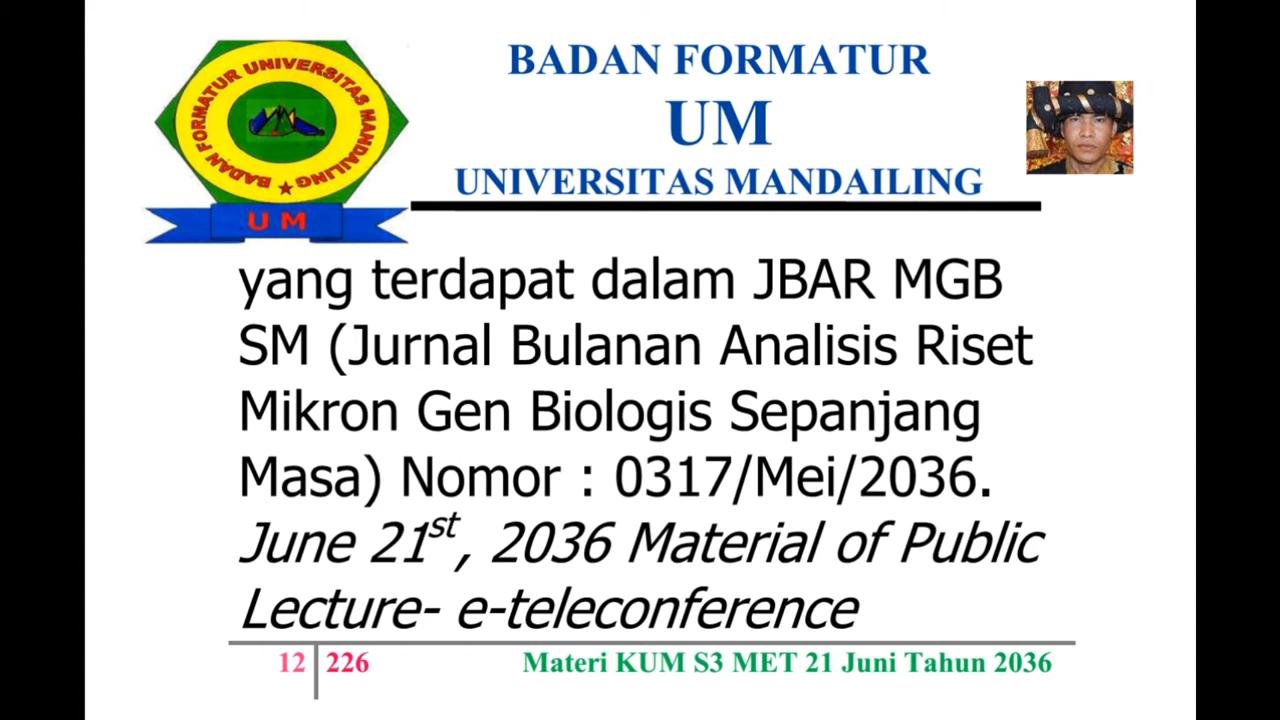 BADAN FORMATUR UNIVERSITAS MANDAILING
UM
BADAN FORMATUR
UM
UNIVERSITAS MANDAILING
yang terdapat dalam JBAR MGB
SM (Jurnal Bulanan Analisis Riset
Mikron Gen Biologis Sepanjang
Masa) Nomor : 0317/Mei/2036.
June 21st, 2036 Material of Public
Lecture- e-teleconference
12 226 Materi KUM S3 MET 21 Juni Tahun 2036